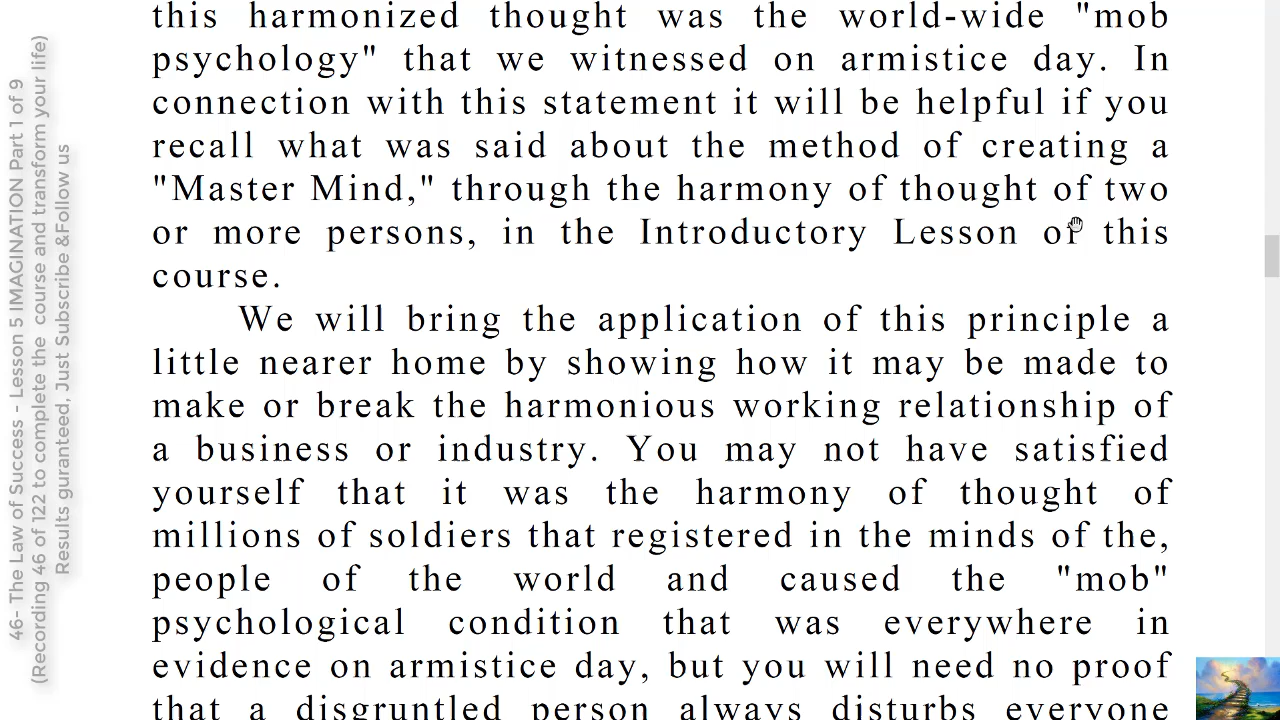 this harmonized thought was the world-wide "mob
psychology" that we witnessed on armistice day. In
connection with this statement it will be helpful if you
recall what was said about the method of creating a
"Master Mind," through the harmony of thought of two
or more persons, in the Introductory Lesson of this
course.
We will bring the application of this principle a
little nearer home by showing how it may be made to
make or break the harmonious working relationship of
a business or industry. You may not have satisfied
yourself that it was the harmony of thought of
millions of soldiers that registered in the minds of the,
people of the world and caused the "mob"
psychological condition that was everywhere in
evidence on armistice day, but you will need no proof
that a disgruntled person always disturbs everyone
46- The Law of Success - Lesson 5 IMAGINATION Part 1 of 9
(Recording 46 of 122 to complete the course and transform your life)
Results guranteed, Just Subscribe &Follow us